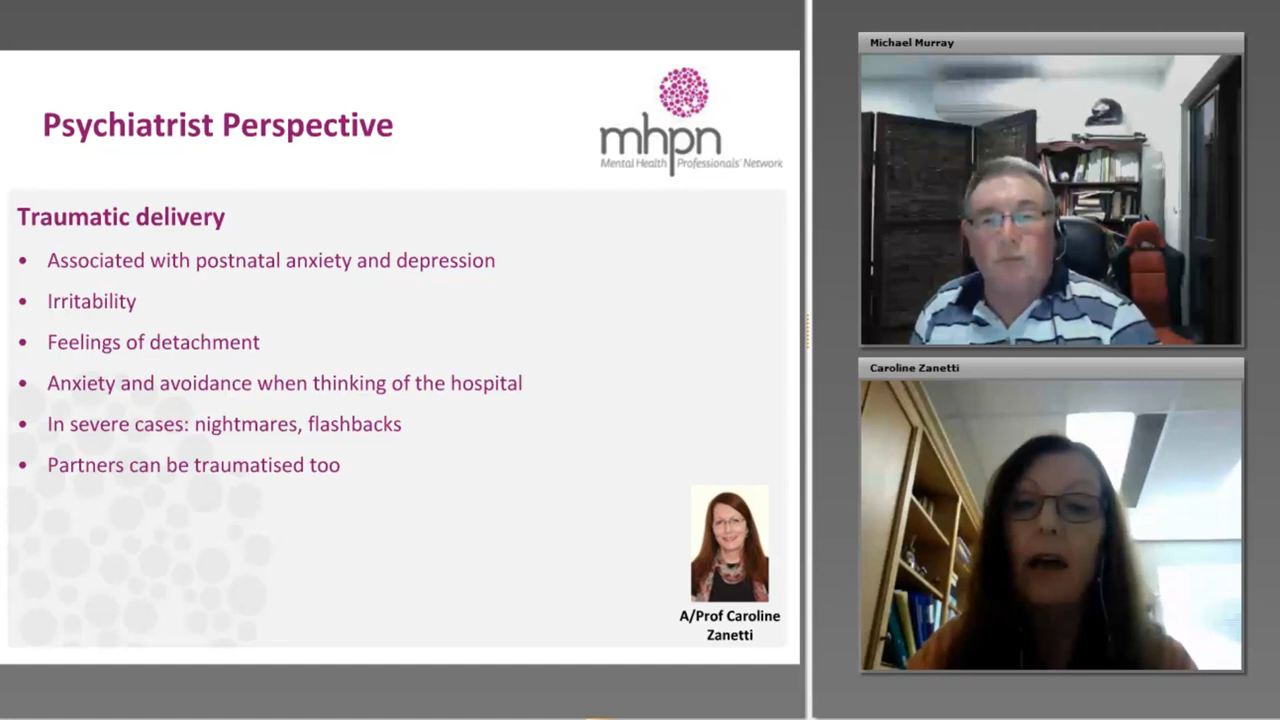 Psychiatrist Perspective
mhpn
Mental Health Professionals' Network
Traumatic delivery
• Associated with postnatal anxiety and depression
• Irritability
• Feelings of detachment
• Anxiety and avoidance when thinking of the hospital
• In severe cases: nightmares, flashbacks
• Partners can be traumatised too
A/Prof Caroline
Zanetti
Michael Murray
Caroline Zanetti